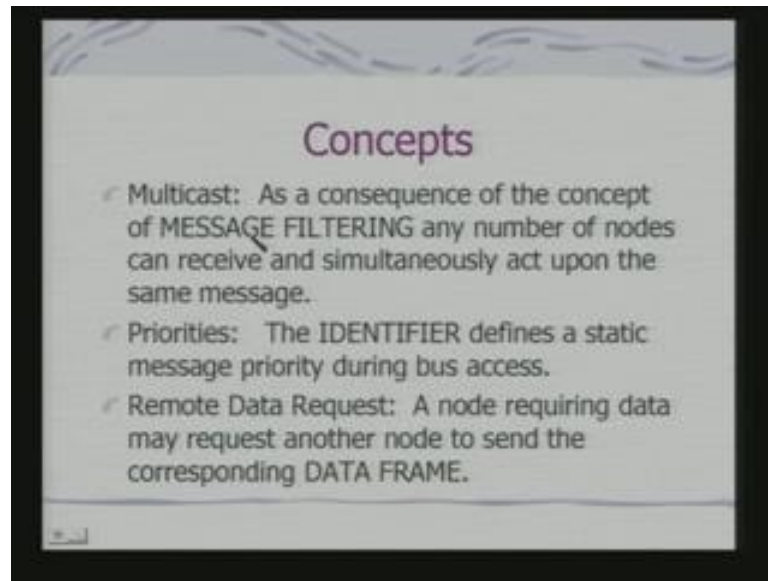 Concepts
Multicast: As a consequence of the concept
of MESSAGE FILTERING any number of nodes
can receive and simultaneously act upon the
same message.
Priorities: The IDENTIFIER defines a static
message priority during bus access.
Remote Data Request: A node requiring data
may request another node to send the
corresponding DATA FRAME.